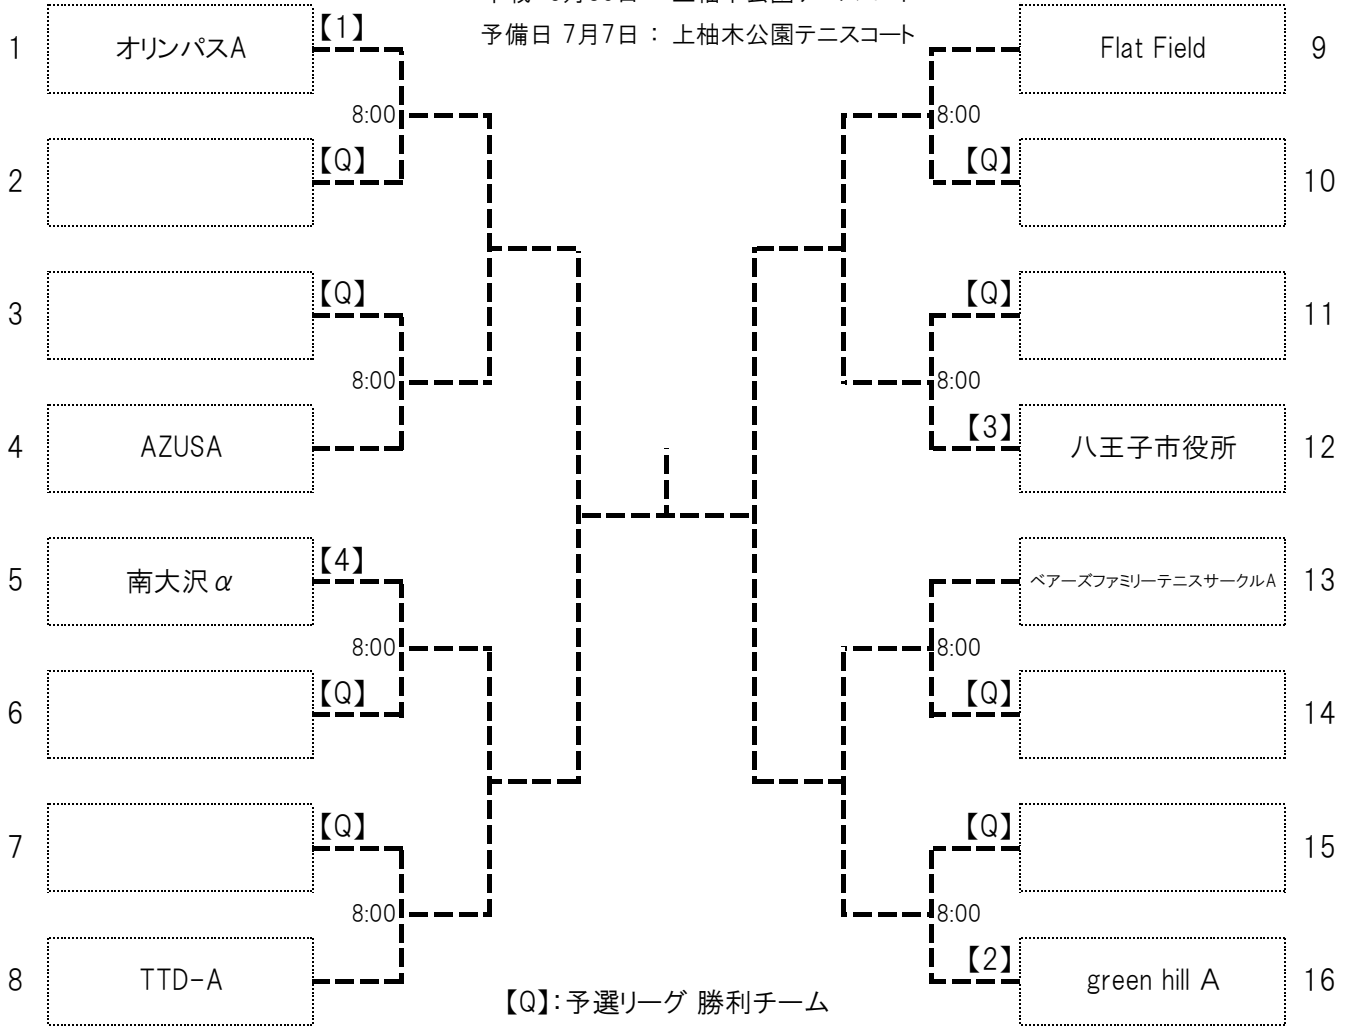 予備日 7月7日 : 上柚木公園テニスコート
1 オリンパスA 【1】
8:00
2 【Q】
3 【Q】
8:00
4 AZUSA
5 南大沢α 【4】
8:00
6 【Q】
7 【Q】
8:00
8 TTD-A
Flat Field 9
8:00
【Q】 10
【Q】 11
8:00
【3】 八王子市役所 12
ベアーズファミリーテニスサークルA 13
8:00
【Q】 14
【Q】 15
8:00
【2】 green hill A 16
【Q】:予選リーグ 勝利チーム